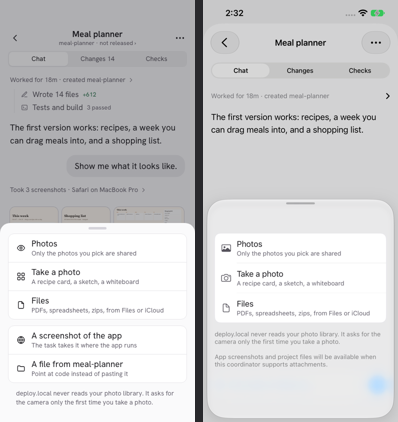 Meal planner
meal-planner · not released ›
Chat
Changes 14
Checks
Worked for 18m · created meal-planner ›
Wrote 14 files +612
Tests and build 3 passed
The first version works: recipes, a week you
can drag meals into, and a shopping list.
Show me what it looks like.
Took 3 screenshots · Safari on MacBook Pro ›
This week
Shopping list
Photos
Only the photos you pick are shared
Take a photo
A recipe card, a sketch, a whiteboard
Files
PDFs, spreadsheets, zips, from Files or iCloud
A screenshot of the app
The task takes it where the app runs
A file from meal-planner
Point at code instead of pasting it
deploy.local never reads your photo library. It asks for
the camera only the first time you take a photo.
2:32
Meal planner
Chat
Changes
Checks
Worked for 18m · created meal-planner
The first version works: recipes, a week you
can drag meals into, and a shopping list.
Photos
Only the photos you pick are shared
Take a photo
A recipe card, a sketch, a whiteboard
Files
PDFs, spreadsheets, zips, from Files or iCloud
deploy.local never reads your photo library. It asks for the
camera only the first time you take a photo.
App screenshots and project files will be available when
this coordinator supports attachments.